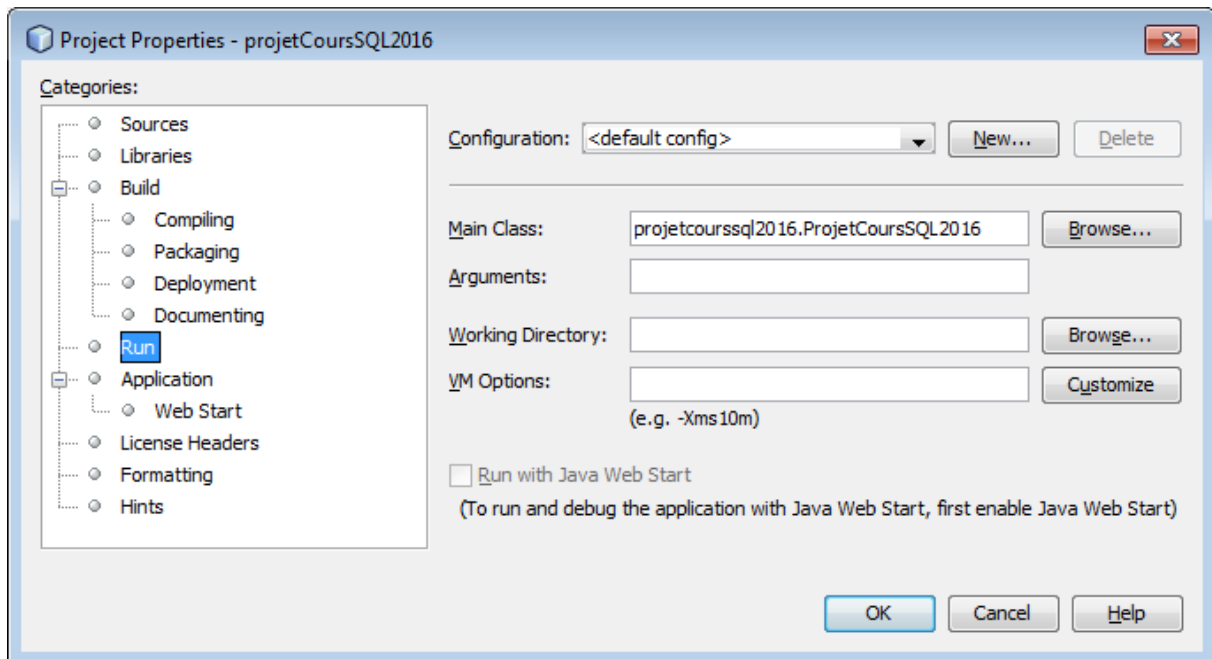 Project Properties - projetCoursSQL2016
Categories:
Sources
Libraries
Build
Compiling
Packaging
Deployment
Documenting
Run
Application
Web Start
License Headers
Formatting
Hints
Configuration: <default config> New... Delete
Main Class: projetcourssql2016.ProjetCoursSQL2016 Browse...
Arguments:
Working Directory: Browse...
VM Options: Customize
(e.g. -Xms10m)
Run with Java Web Start
(To run and debug the application with Java Web Start, first enable Java Web Start)
OK Cancel Help